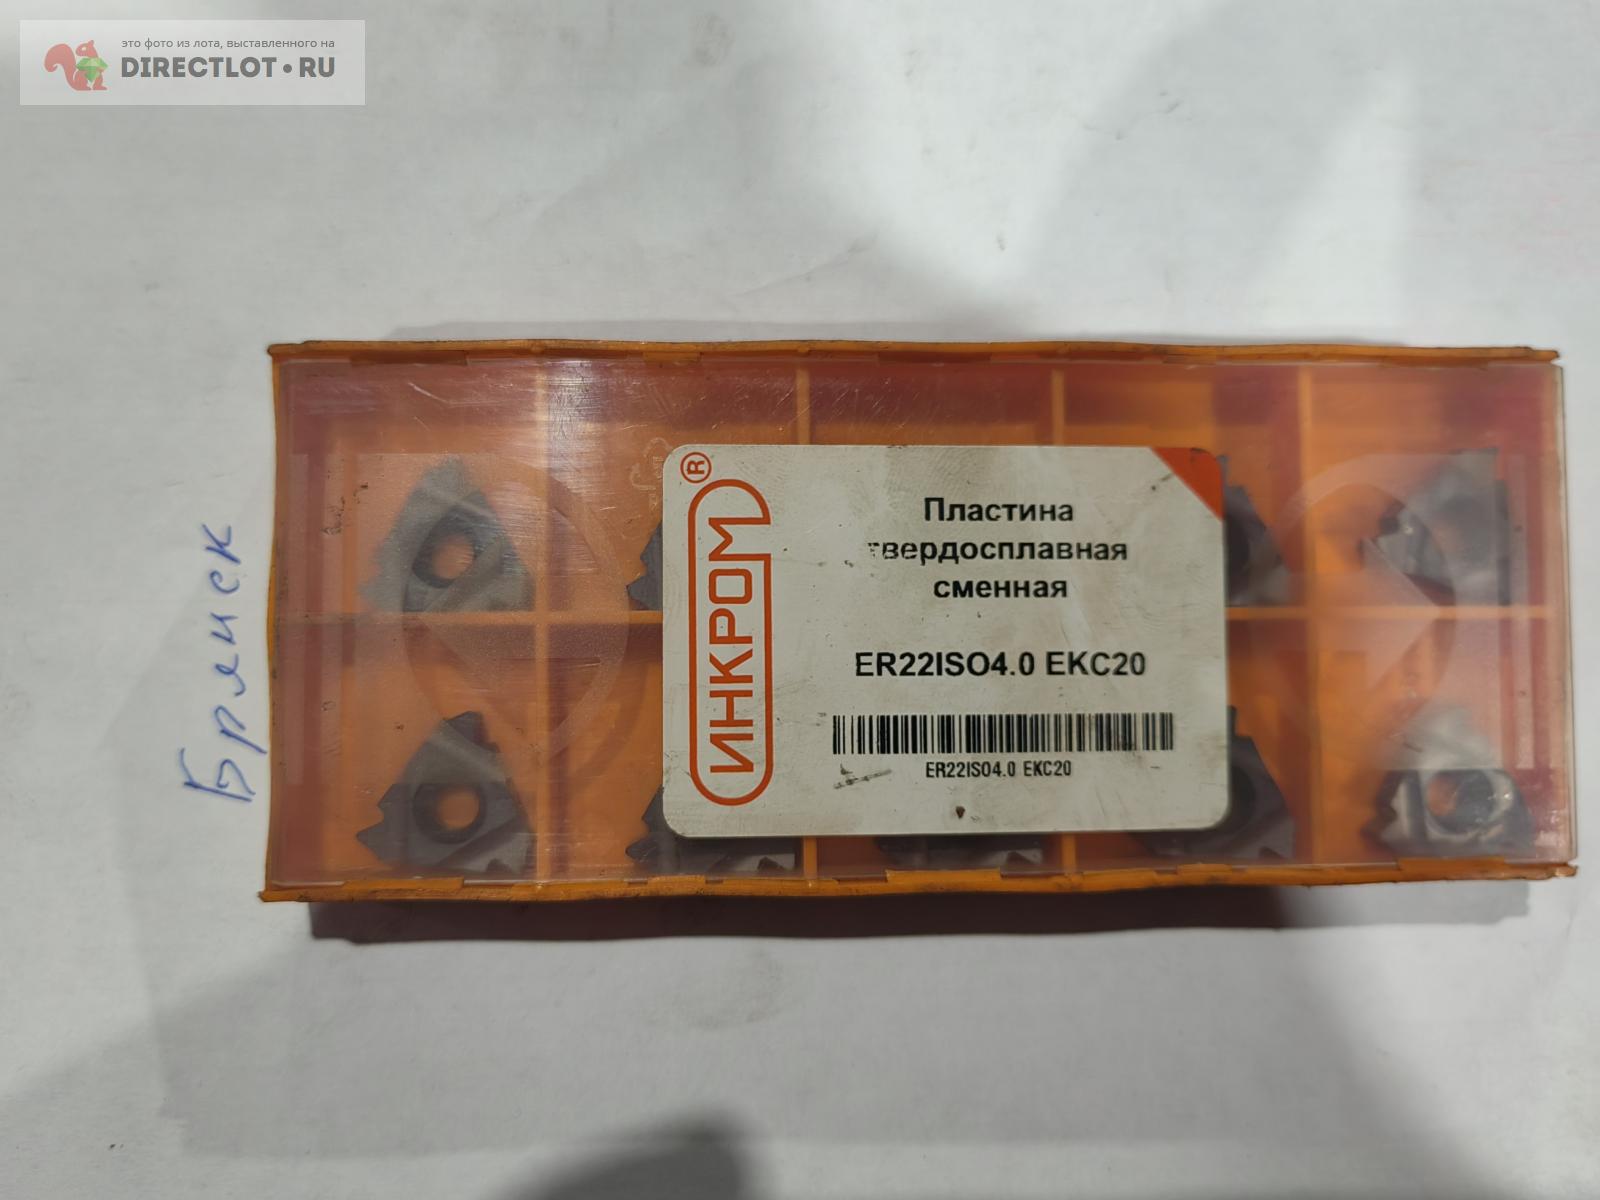 это фото из лота, выставленного на
DIRECTLOT•RU
Брянск
ИНКРОМ®
Пластина
твердосплавная
сменная
ER22ISO4.0 EKC20
ER22ISO4.0 EKC20